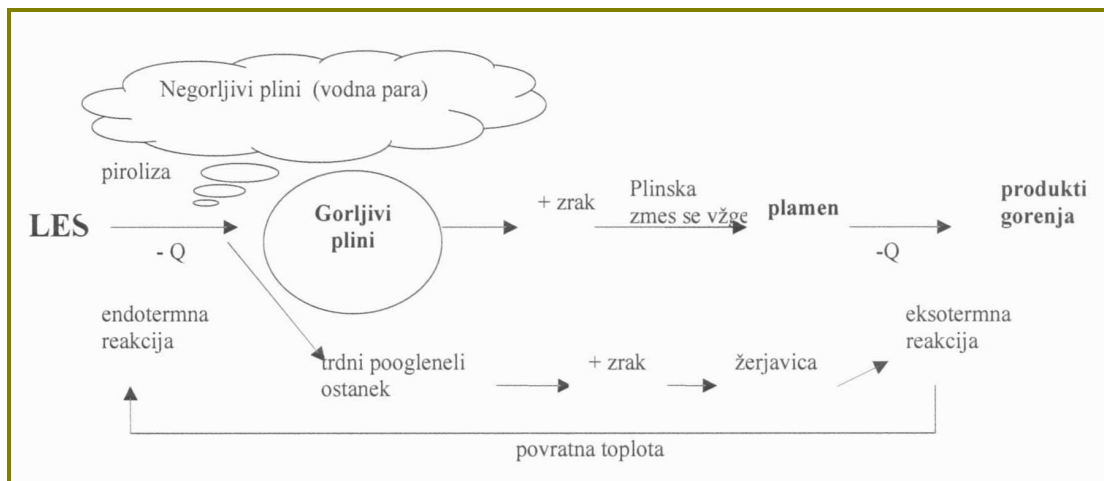 Negorljivi plini (vodna para)
piroliza
LES
- Q
Gorljivi
plini
+ zrak
Plinska
zmes se vžge
plamen
-Q
produkti
gorenja
endotermna
reakcija
trdni poogleneli
ostanek
+ zrak
žerjavica
eksotermna
reakcija
povratna toplota